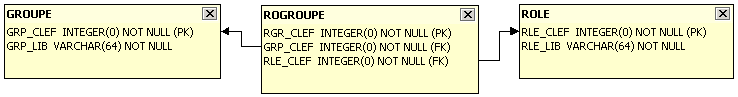 GROUPE
GRP_CLEF INTEGER(0) NOT NULL (PK)
GRP_LIB VARCHAR(64) NOT NULL
ROGROUPE
RGR_CLEF INTEGER(0) NOT NULL (PK)
GRP_CLEF INTEGER(0) NOT NULL (FK)
RLE_CLEF INTEGER(0) NOT NULL (FK)
ROLE
RLE_CLEF INTEGER(0) NOT NULL (PK)
RLE_LIB VARCHAR(64) NOT NULL